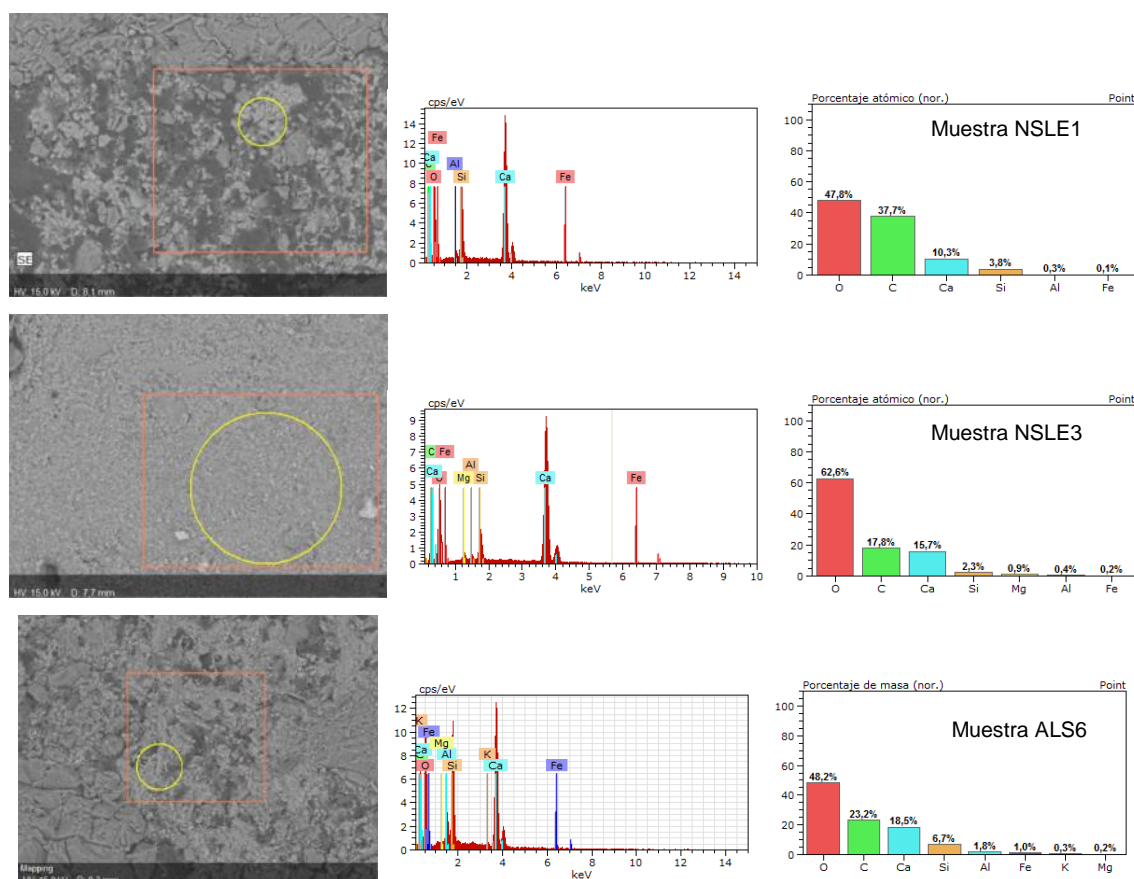 SE
HV 15.0 kV D: 8.1 mm
cps/eV
14
12
10
8
6
4
2
0
Fe
Ca
C
O
Al
Si
Ca
Fe
2 4 6 8 10 12 14
keV
Porcentaje atómico (nor.) Point
Muestra NSLE1
100
80
60
40
20
0
47,8% 37,7% 10,3% 3,8% 0,3% 0,1%
O C Ca Si Al Fe
HV 15.0 kV D: 7.7 mm
cps/eV
9
8
7
6
5
4
3
2
1
0
C Fe
Ca
O
Al
Mg Si
Ca
Fe
1 2 3 4 5 6 7 8 9 10
keV
Porcentaje atómico (nor.) Point
Muestra NSLE3
100
80
60
40
20
0
62,6% 17,8% 15,7% 2,3% 0,9% 0,4% 0,2%
O C Ca Si Mg Al Fe
Mapping
cps/eV
12
10
8
6
4
2
0
K
Fe
Mg
Ca
C
Al
O
Si
K
Ca
Fe
2 4 6 8 10 12 14
keV
Porcentaje de masa (nor.) Point
Muestra ALS6
100
80
60
40
20
0
48,2% 23,2% 18,5% 6,7% 1,8% 1,0% 0,3% 0,2%
O C Ca Si Al Fe K Mg